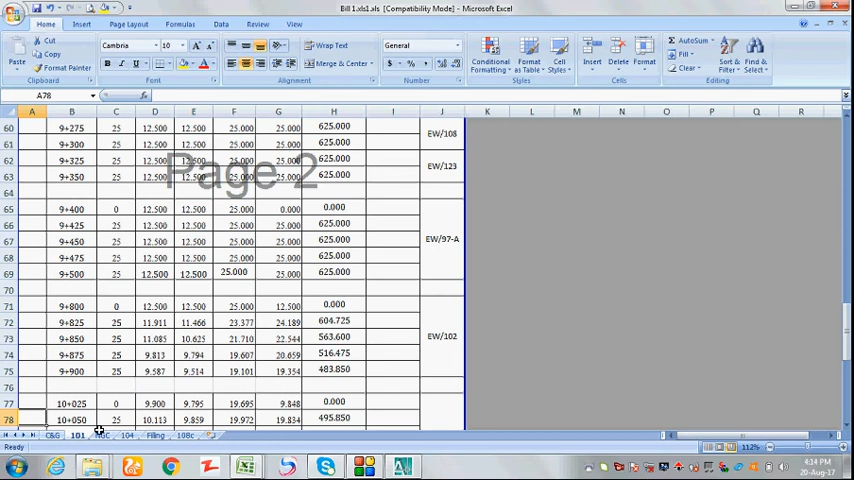 Bill 1.xls1.xls [Compatibility Mode] - Microsoft Excel
Home Insert Page Layout Formulas Data Review View
Cut Cambria 10 Wrap Text General AutoSum
Copy Fill
Paste Format Painter Merge & Center Conditional Formatting Format as Table Cell Styles Insert Delete Format Clear Sort & Filter Find & Select
Clipboard Font Alignment Number Styles Cells Editing
A78 fx
A B C D E F G H I J K L M N O P Q R
60 9+275 25 12.500 12.500 25.000 25.000 625.000 EW/108
61 9+300 25 12.500 12.500 25.000 25.000 625.000
62 9+325 25 12.500 12.500 25.000 25.000 625.000 EW/123
63 9+350 25 12.500 12.500 25.000 25.000 625.000
Page 2
64
65 9+400 0 12.500 12.500 25.000 0.000 0.000 EW/97-A
66 9+425 25 12.500 12.500 25.000 25.000 625.000
67 9+450 25 12.500 12.500 25.000 25.000 625.000
68 9+475 25 12.500 12.500 25.000 25.000 625.000
69 9+500 25 12.500 12.500 25.000 25.000 625.000
70
71 9+800 0 12.500 12.500 25.000 12.500 0.000 EW/102
72 9+825 25 11.911 11.466 23.377 24.189 604.725
73 9+850 25 11.085 10.625 21.710 22.544 563.600
74 9+875 25 9.813 9.794 19.607 20.659 516.475
75 9+900 25 9.587 9.514 19.101 19.354 483.850
76
77 10+025 0 9.900 9.795 19.695 9.848 0.000
78 10+050 25 10.113 9.859 19.972 19.834 495.850
C&G 101 104 Filing 108c
Ready 112%
4:14 PM
20-Aug-17